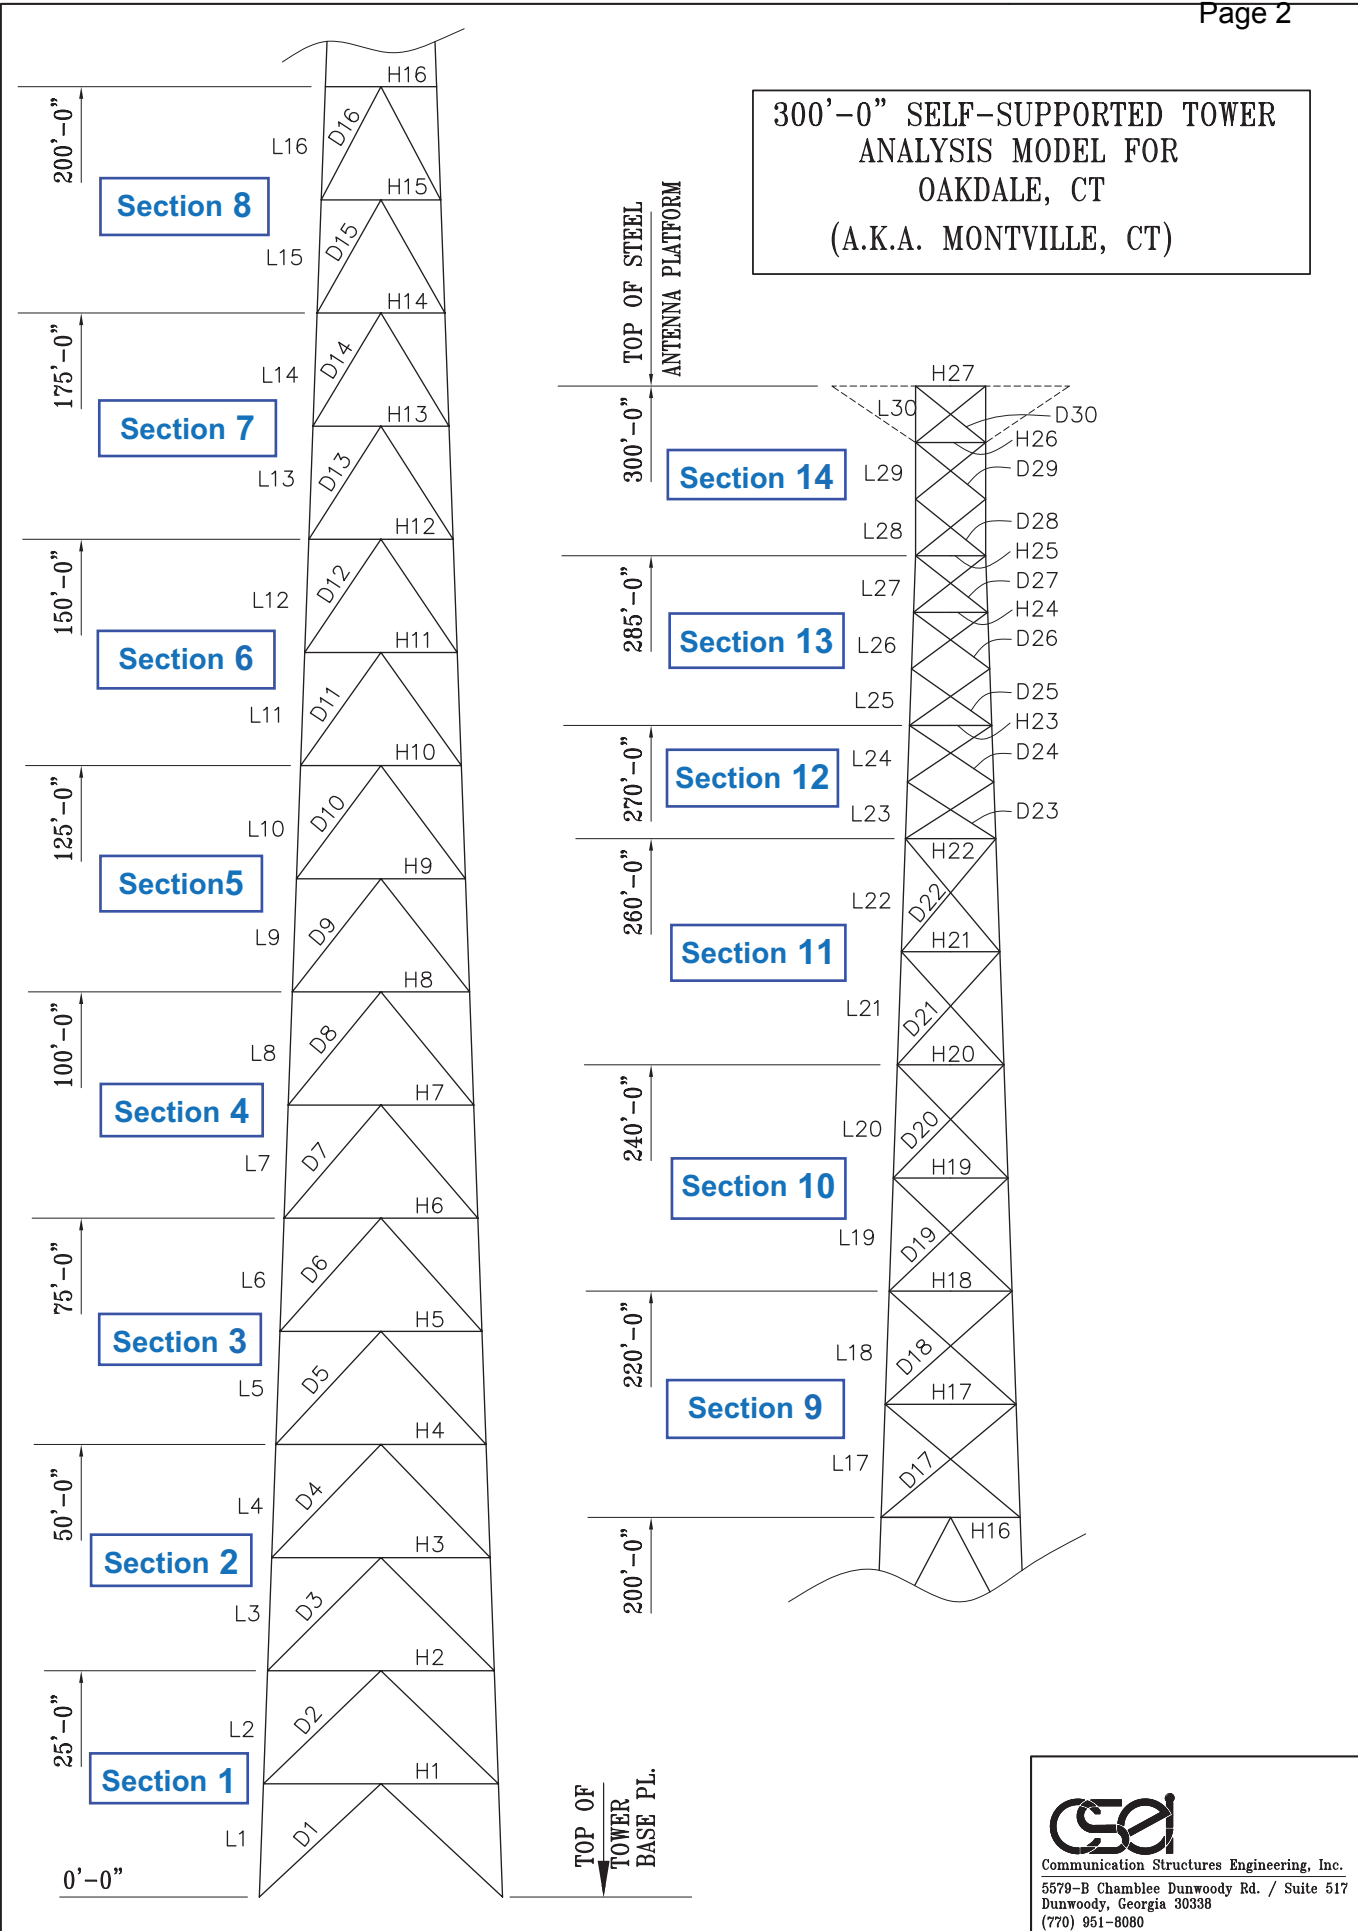 Page 2
300'-0" SELF-SUPPORTED TOWER
ANALYSIS MODEL FOR
OAKDALE, CT
(A.K.A. MONTVILLE, CT)
H16
200'-0"
D16
L16
H15
Section 8
D15
L15
H14
175'-0"
D14
L14
H13
Section 7
D13
L13
H12
150'-0"
D12
L12
H11
Section 6
D11
L11
H10
125'-0"
D10
L10
H9
Section5
D9
L9
H8
100'-0"
D8
L8
H7
Section 4
D7
L7
H6
75'-0"
D6
L6
H5
Section 3
D5
L5
H4
50'-0"
D4
L4
H3
Section 2
D3
L3
H2
25'-0"
D2
L2
H1
Section 1
D1
L1
0'-0"
TOP OF
TOWER
BASE PL.
TOP OF STEEL
ANTENNA PLATFORM
H27
L30
D30
300'-0"
H26
Section 14
L29
D29
L28
D28
H25
285'-0"
L27
D27
H24
Section 13
L26
D26
L25
D25
H23
270'-0"
L24
D24
Section 12
L23
D23
H22
260'-0"
L22
D22
H21
Section 11
L21
D21
H20
240'-0"
L20
D20
H19
Section 10
L19
D19
H18
220'-0"
L18
D18
H17
Section 9
L17
D17
H16
200'-0"
csei
Communication Structures Engineering, Inc.
5579-B Chamblee Dunwoody Rd. / Suite 517
Dunwoody, Georgia 30338
(770) 951-8080